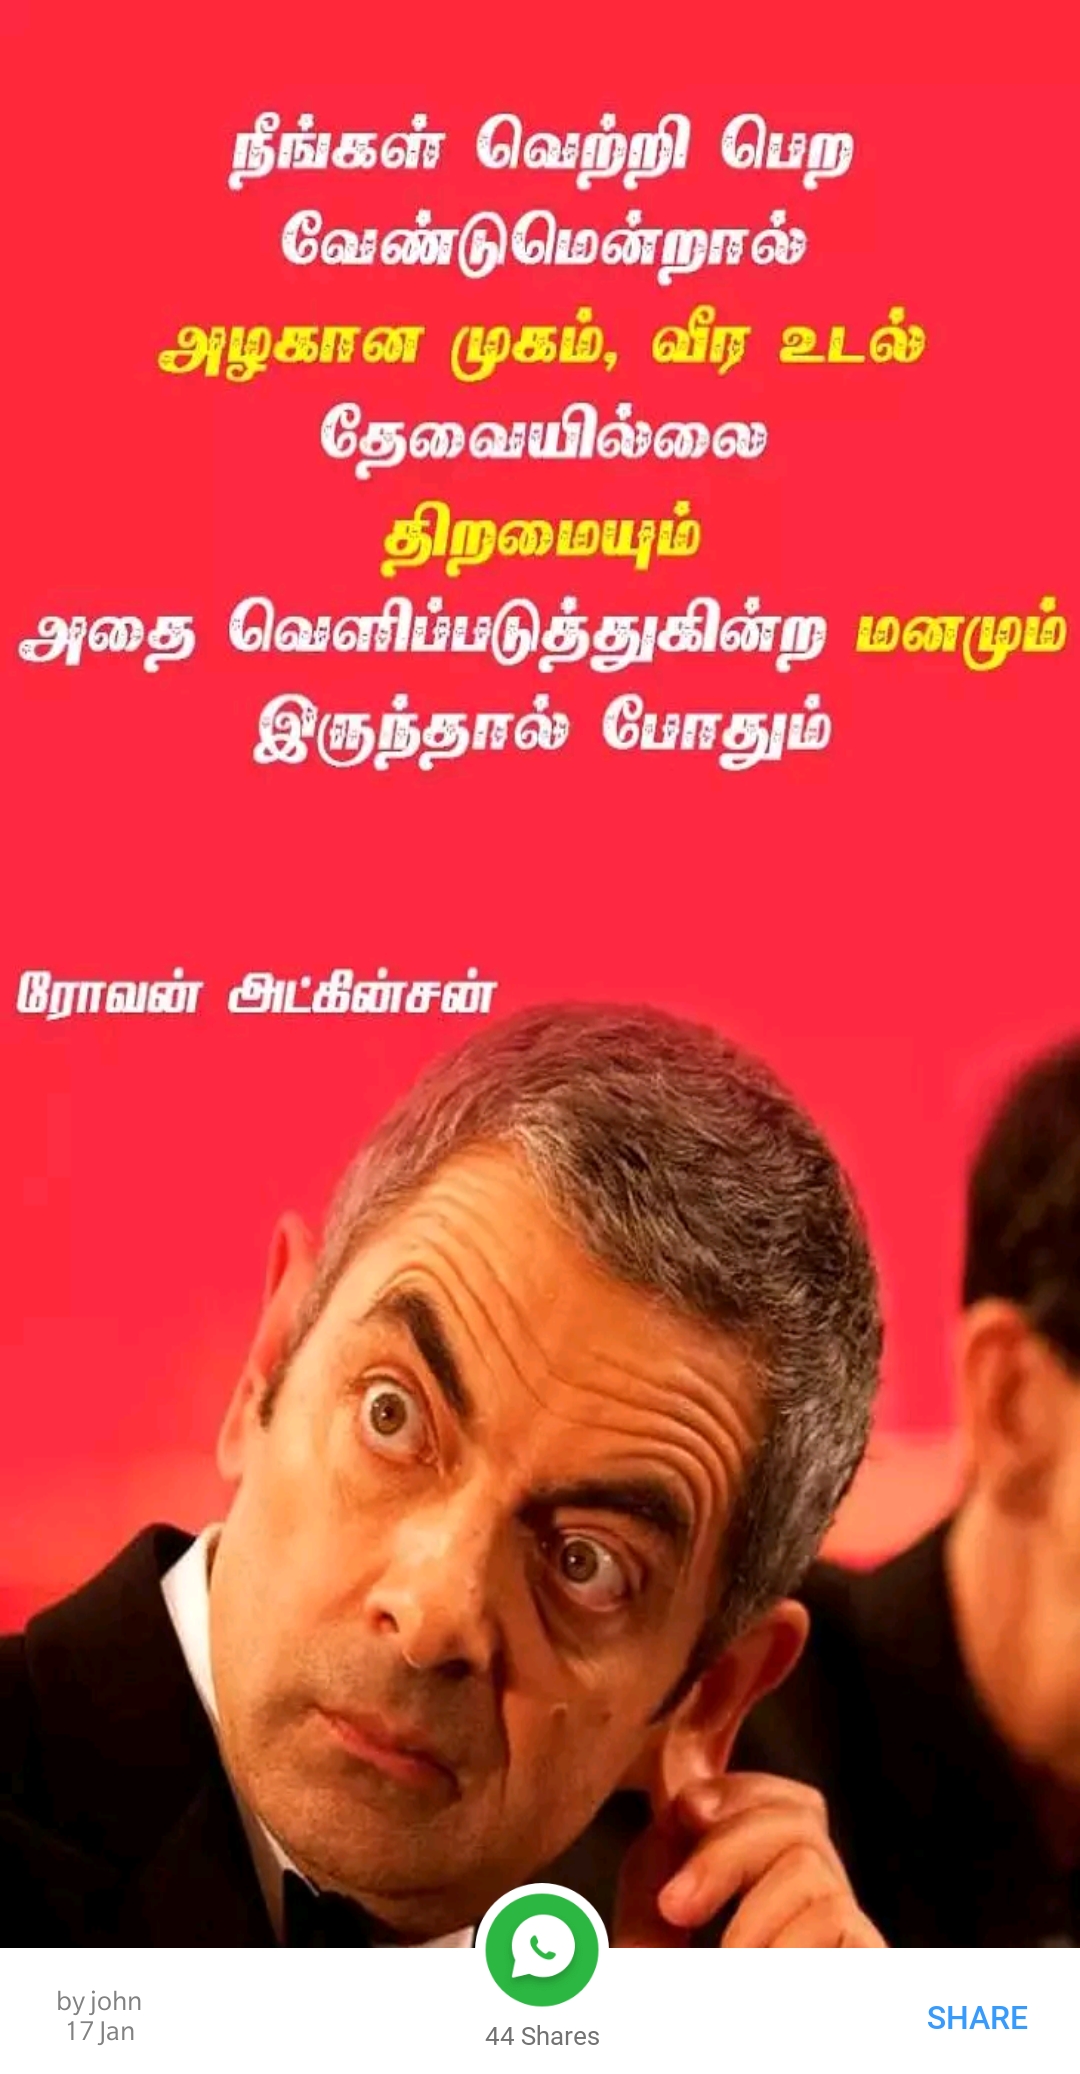 நீங்கள் வெற்றி பெற
வேண்டுமென்றால்
அழகான முகம், வீர உடல்
தேவையில்லை
திறமையும்
அதை வெளிப்படுத்துகின்ற மனமும்
இருந்தால் போதும்
ரோவன் அட்கின்சன்
by john
17 Jan
44 Shares
SHARE